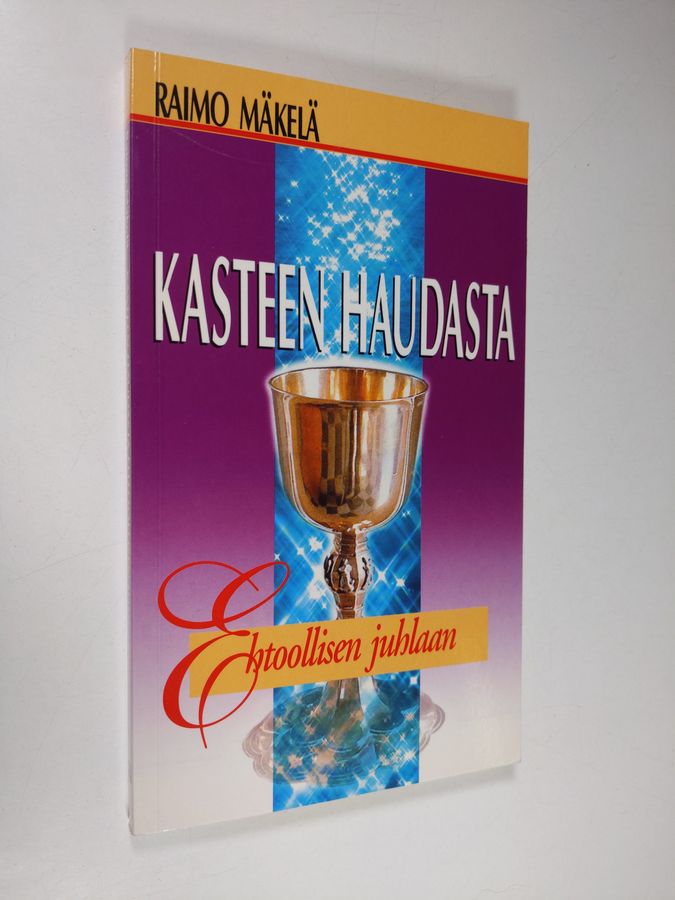 RAIMO MÄKELÄ
KASTEEN HAUDASTA
Ehtoollisen juhlaan